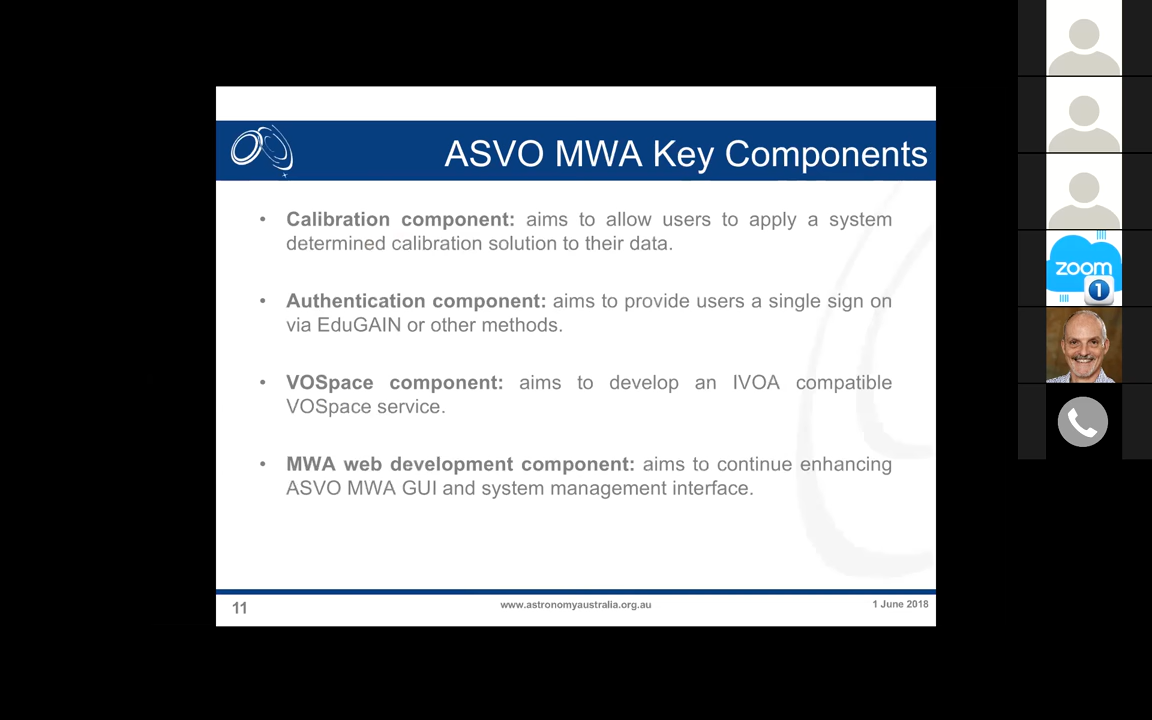 ASVO MWA Key Components
• Calibration component: aims to allow users to apply a system
determined calibration solution to their data.
• Authentication component: aims to provide users a single sign on
via EduGAIN or other methods.
• VOSpace component: aims to develop an IVOA compatible
VOSpace service.
• MWA web development component: aims to continue enhancing
ASVO MWA GUI and system management interface.
11
www.astronomyaustralia.org.au
1 June 2018
zoom
1